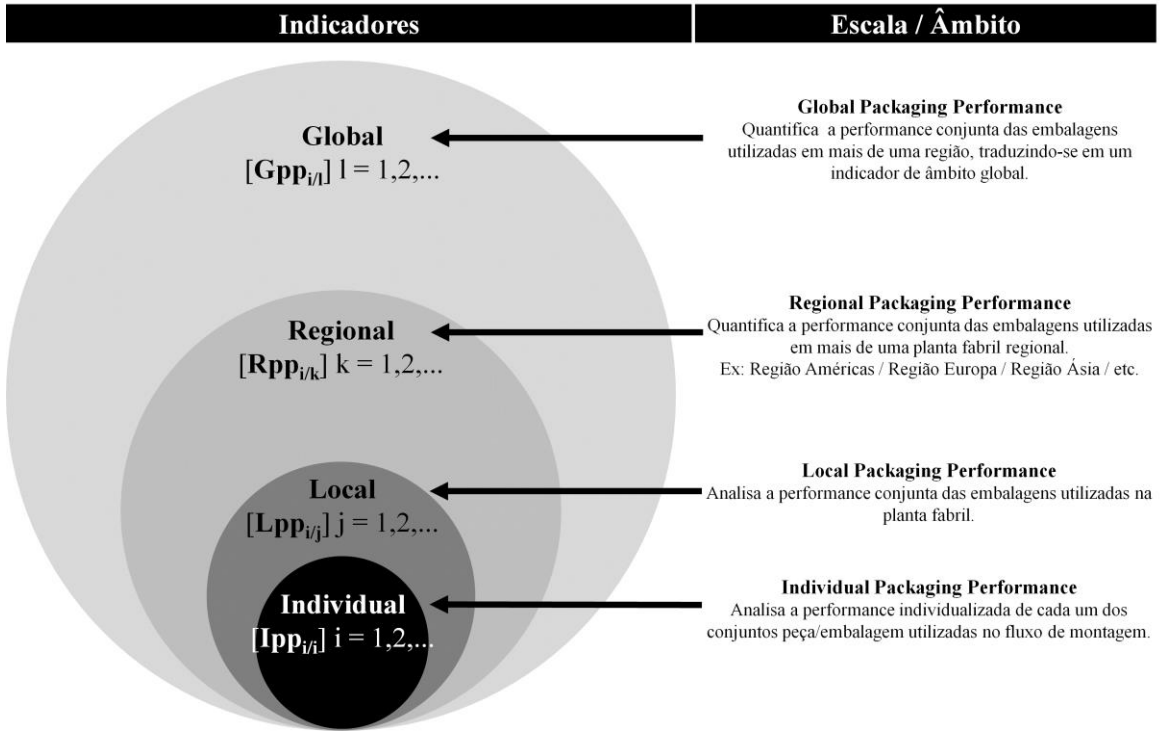 Indicadores
Escala / Âmbito
Global
[Gpp i/l] l = 1,2,...
Global Packaging Performance
Quantifica a performance conjunta das embalagens
utilizadas em mais de uma região, traduzindo-se em um
indicador de âmbito global.
Regional
[Rpp i/k] k = 1,2,...
Regional Packaging Performance
Quantifica a performance conjunta das embalagens utilizadas
em mais de uma planta fabril regional.
Ex: Região Américas / Região Europa / Região Ásia / etc.
Local
[Lpp i/j] j = 1,2,...
Local Packaging Performance
Analisa a performance conjunta das embalagens utilizadas na
planta fabril.
Individual
[Ipp i/i] i = 1,2,...
Individual Packaging Performance
Analisa a performance individualizada de cada um dos
conjuntos peça/embalagem utilizadas no fluxo de montagem.